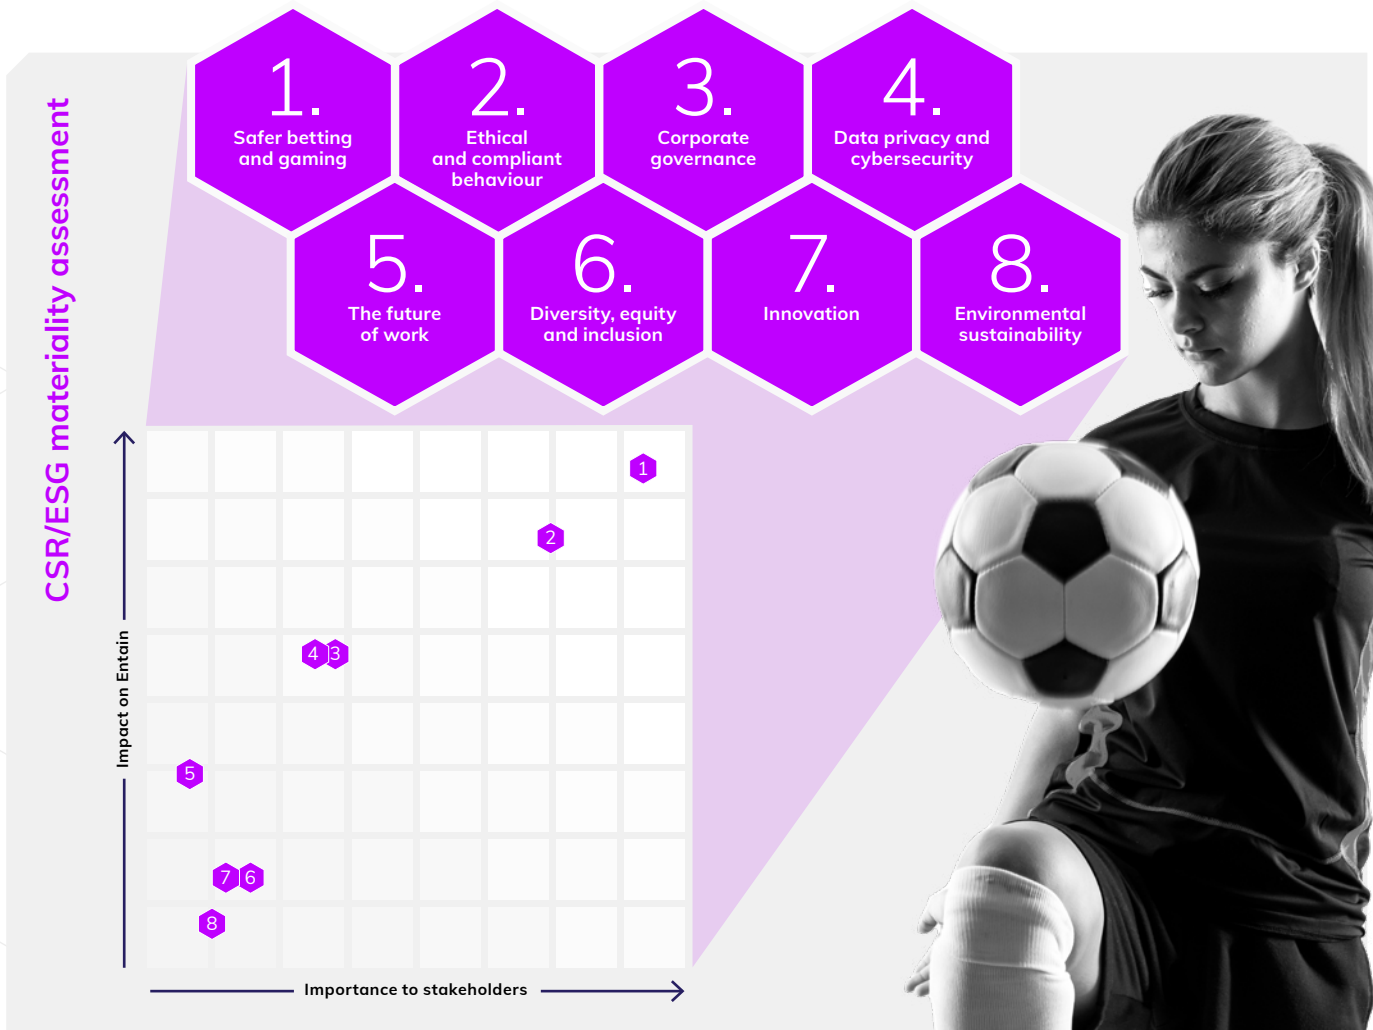 CSR/ESG materiality assessment
1.
Safer betting
and gaming
2.
Ethical
and compliant
behaviour
3.
Corporate
governance
4.
Data privacy and
cybersecurity
5.
The future
of work
6.
Diversity, equity
and inclusion
7.
Innovation
8.
Environmental
sustainability
Impact on Entain
1
2
4
3
5
7
6
8
Importance to stakeholders